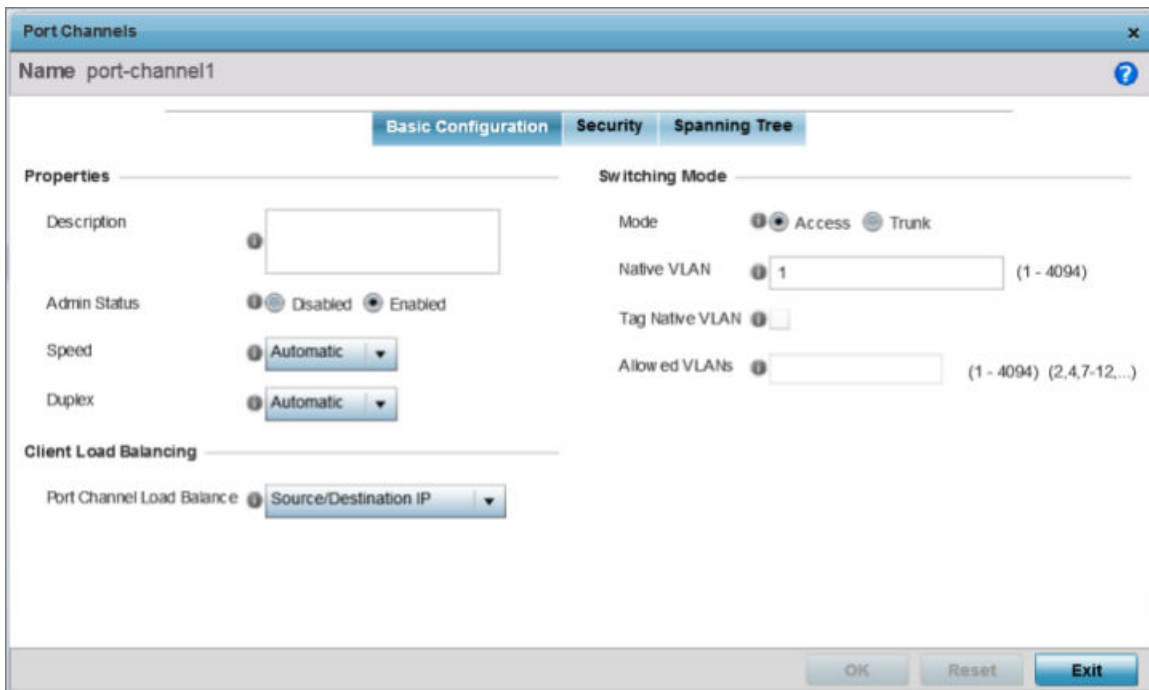 Port Channels
Name port-channel1
Basic Configuration Security Spanning Tree
Properties
Description
Admin Status Disabled Enabled
Speed Automatic
Duplex Automatic
Client Load Balancing
Port Channel Load Balance Source/Destination IP
Switching Mode
Mode Access Trunk
Native VLAN 1 (1 - 4094)
Tag Native VLAN
Allowed VLANs (1 - 4094) (2,4,7-12,...)
OK Reset Exit